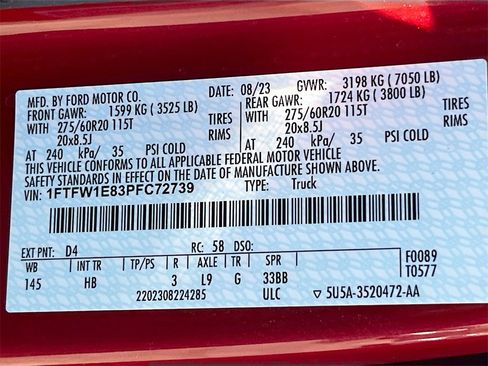 MFD. BY FORD MOTOR CO. DATE: 08/23 GVWR: 3198 KG (7050 LB)
FRONT GAWR: 1599 KG (3525 LB) REAR GAWR: 1724 KG (3800 LB)
WITH 275/60R20 115T TIRES WITH 275/60R20 115T TIRES
20x8.5J RIMS 20x8.5J RIMS
AT 240 kPa/ 35 PSI COLD AT 240 kPa/ 35 PSI COLD
THIS VEHICLE CONFORMS TO ALL APPLICABLE FEDERAL MOTOR VEHICLE
SAFETY STANDARDS IN EFFECT ON THE DATE OF MANUFACTURE SHOWN ABOVE.
VIN: 1FTFW1E83PFC72739 TYPE: Truck
EXT PNT: D4 RC: 58 DSO: F0089
WB INT TR TP/PS R AXLE TR SPR T0577
145 HB 3 L9 G 33BB
2202308224285 ULC ▽ 5U5A-3520472-AA